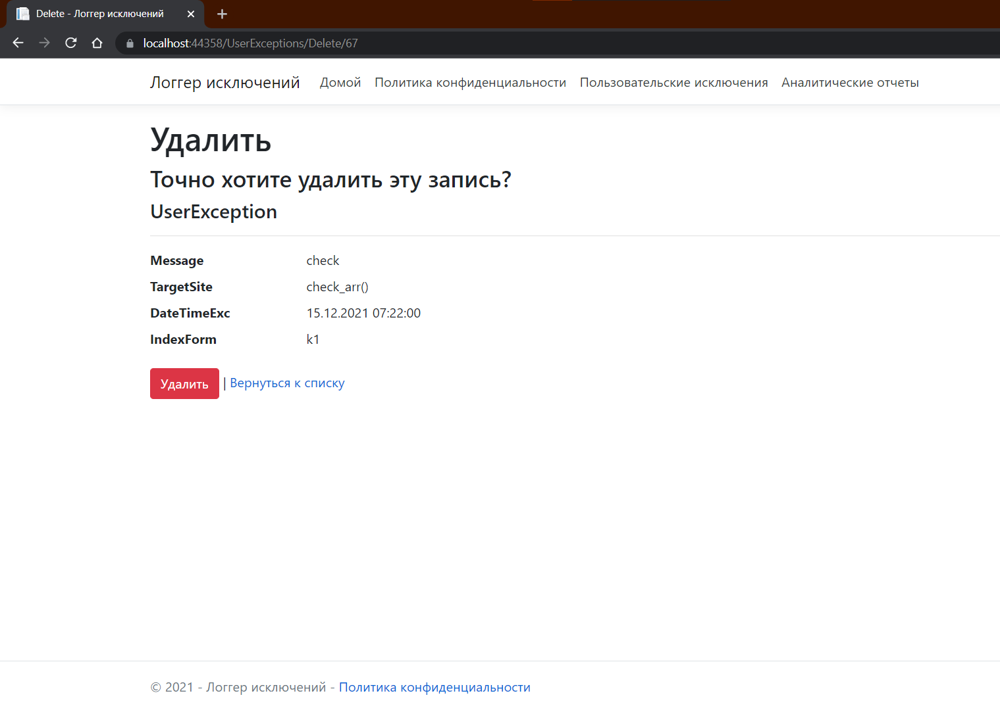 Delete - Логгер исключений
localhost:44358/UserExceptions/Delete/67
Логгер исключений Домой Политика конфиденциальности Пользовательские исключения Аналитические отчеты
Удалить
Точно хотите удалить эту запись?
UserException
Message check
TargetSite check_arr()
DateTimeExc 15.12.2021 07:22:00
IndexForm k1
Удалить | Вернуться к списку
© 2021 - Логгер исключений - Политика конфиденциальности